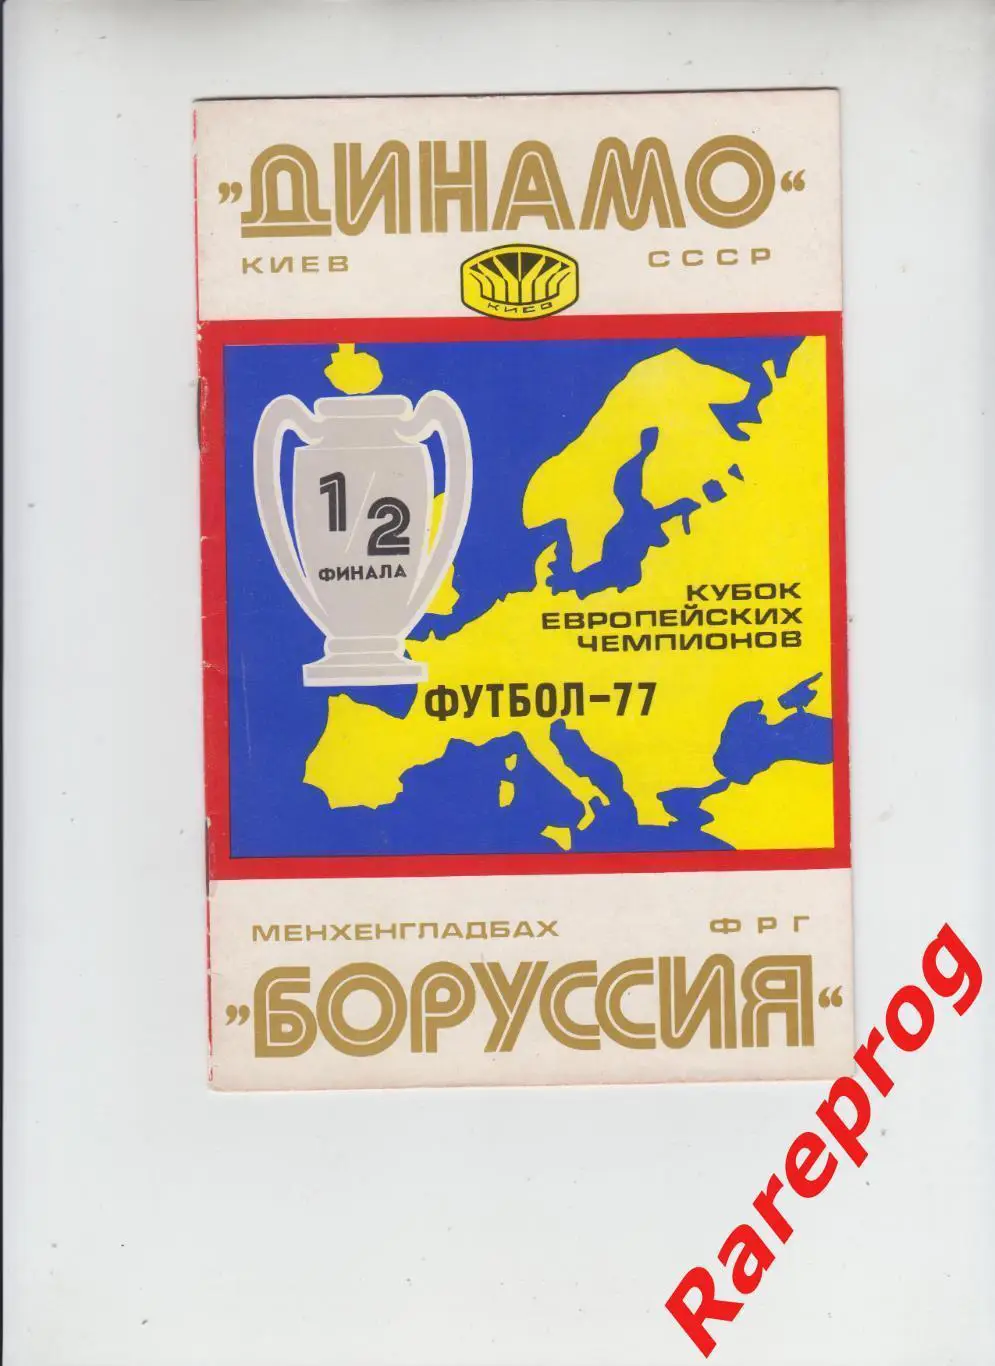 „ДИНАМО“
КИЕВ СССР
КИЕВ
1/2
ФИНАЛА
КУБОК
ЕВРОПЕЙСКИХ
ЧЕМПИОНОВ
ФУТБОЛ-77
МЕНХЕНГЛАДБАХ ФРГ
„БОРУССИЯ“
Rareprog